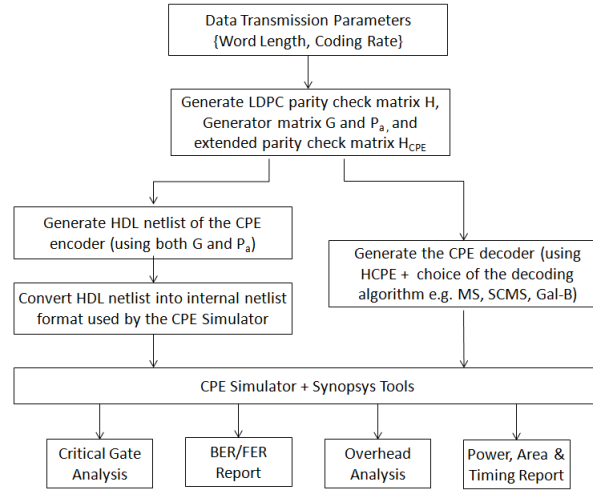 Data Transmission Parameters
{Word Length, Coding Rate}
Generate LDPC parity check matrix H,
Generator matrix G and Pa, and
extended parity check matrix HCPE
Generate HDL netlist of the CPE
encoder (using both G and Pa)
Convert HDL netlist into internal netlist
format used by the CPE Simulator
Generate the CPE decoder (using
HCPE + choice of the decoding
algorithm e.g. MS, SCMS, Gal-B)
CPE Simulator + Synopsys Tools
Critical Gate
Analysis
BER/FER
Report
Overhead
Analysis
Power, Area &
Timing Report